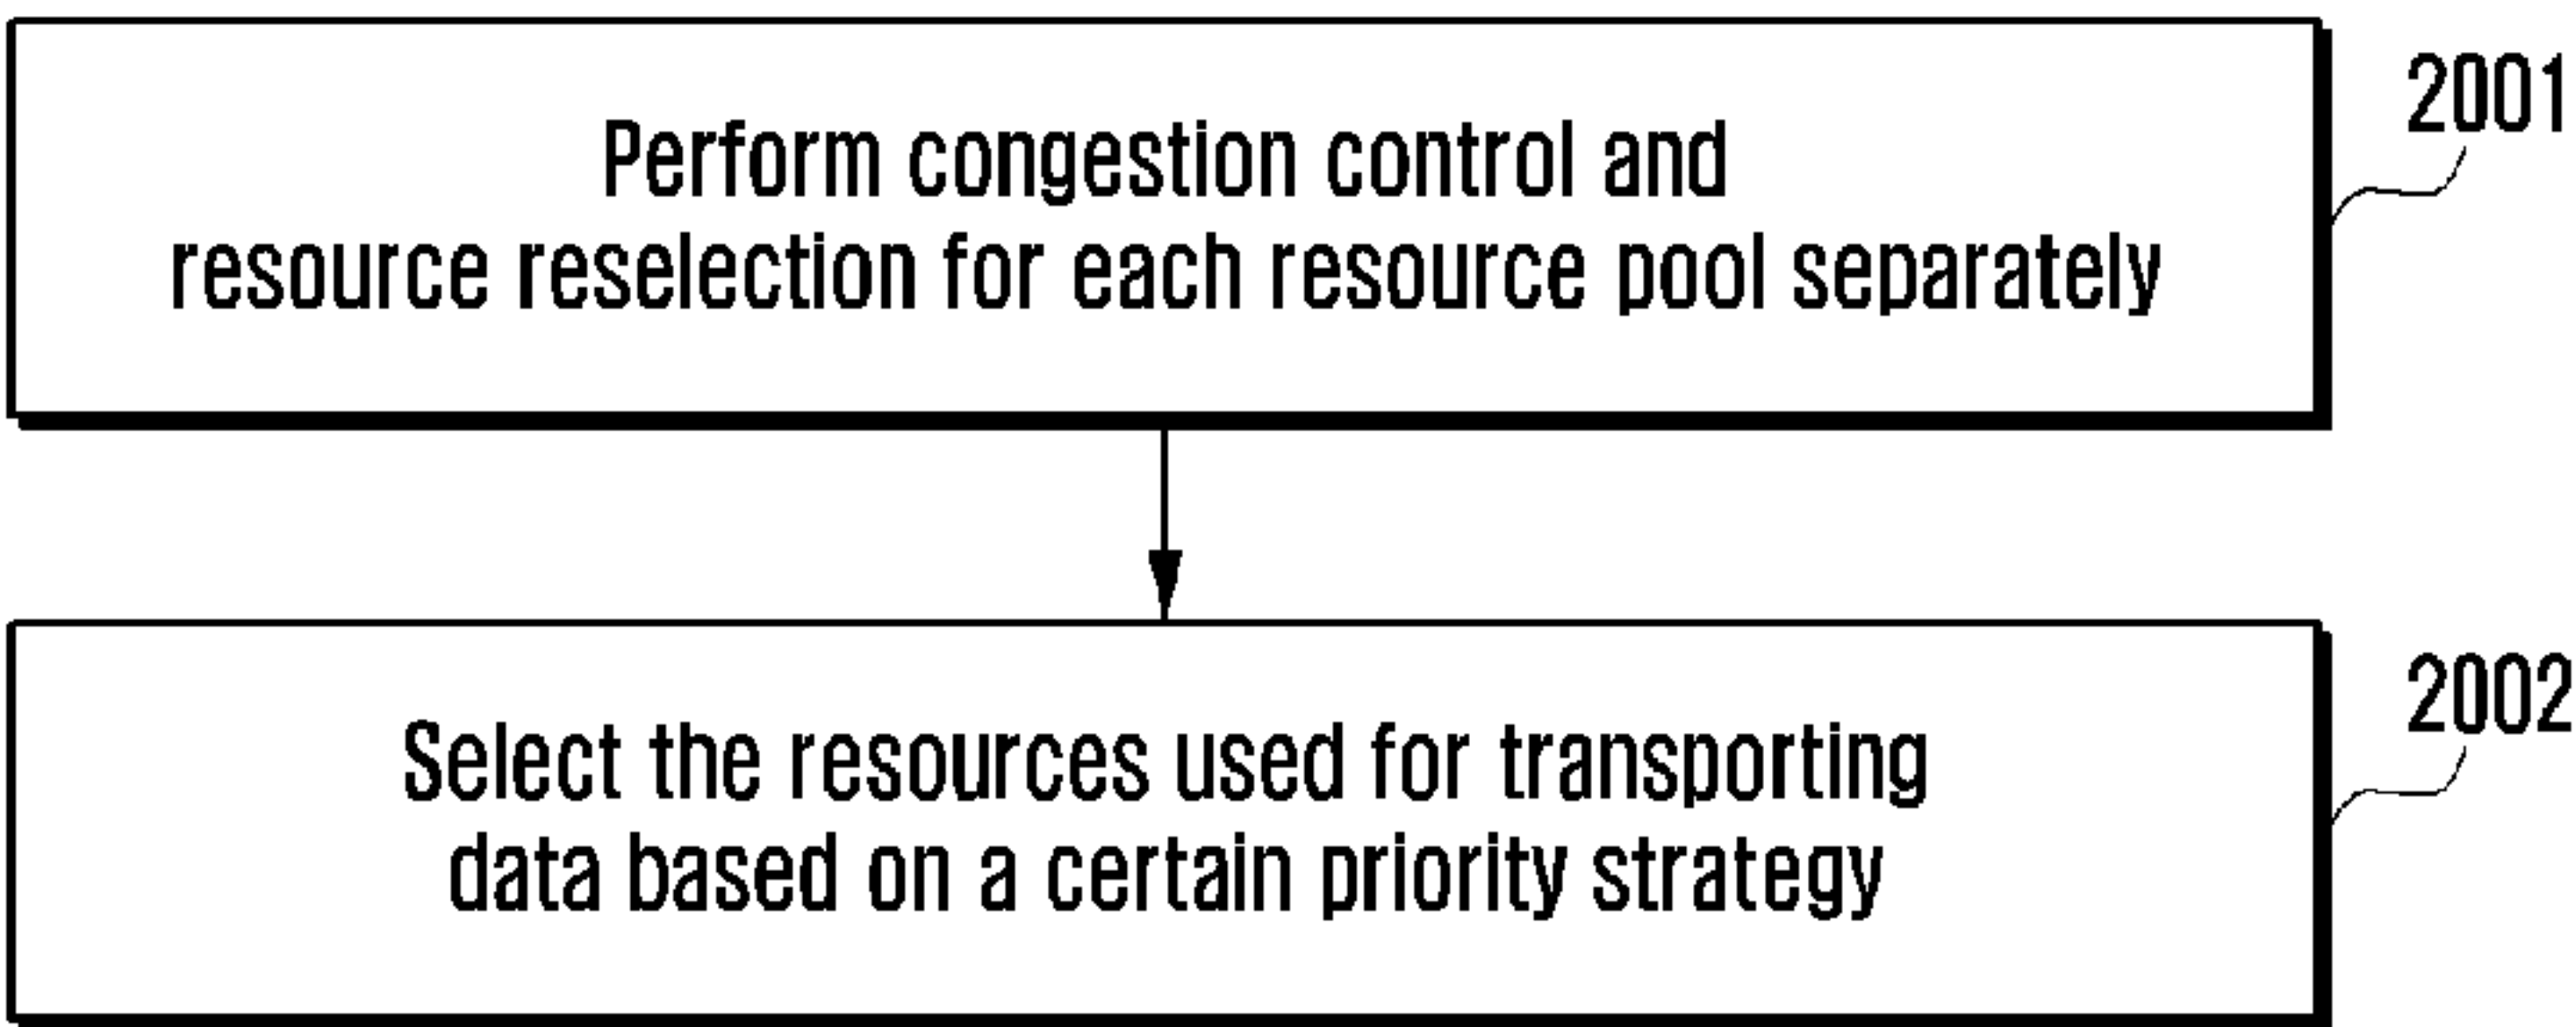 Perform congestion control and
resource reselection for each resource pool separately
2001
Select the resources used for transporting
data based on a certain priority strategy
2002